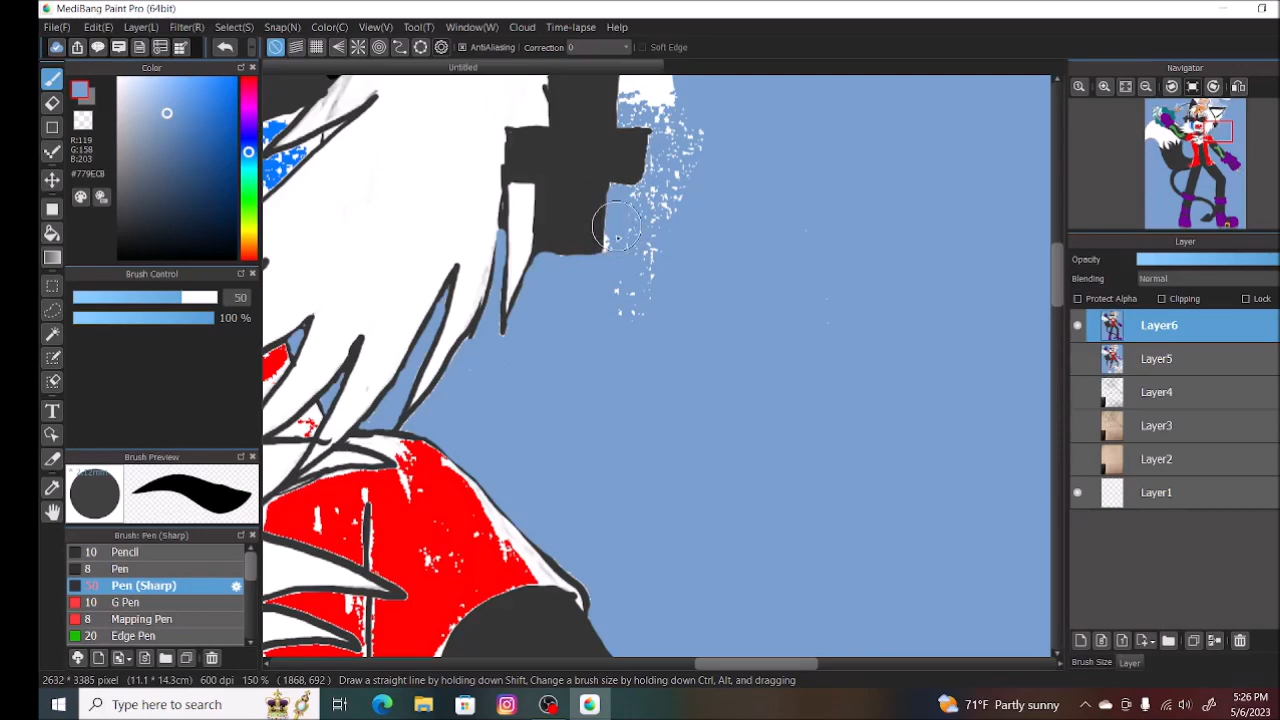 MediBang Paint Pro (64bit)
File(F) Edit(E) Layer(L) Filter(R) Select(S) Snap(N) Color(C) View(V) Tool(T) Window(W) Cloud Time-lapse Help
AntiAliasing Correction 0 Soft Edge
Color
Untitled
Navigator
R:119
G:158
B:203
#779ECB
Brush Control
50
100 %
Layer
Opacity
Blending Normal
Protect Alpha Clipping Lock
Layer6
Layer5
Layer4
Layer3
Layer2
Layer1
Brush Preview
Brush: Pen (Sharp)
10 Pencil
8 Pen
50 Pen (Sharp)
10 G Pen
8 Mapping Pen
20 Edge Pen
Brush Size Layer
2632 * 3385 pixel (11.1 * 14.3cm) 600 dpi 150 % (1868, 692) Draw a straight line by holding down Shift, Change a brush size by holding down Ctrl, Alt, and dragging
Type here to search
71°F Partly sunny
5:26 PM
5/6/2023